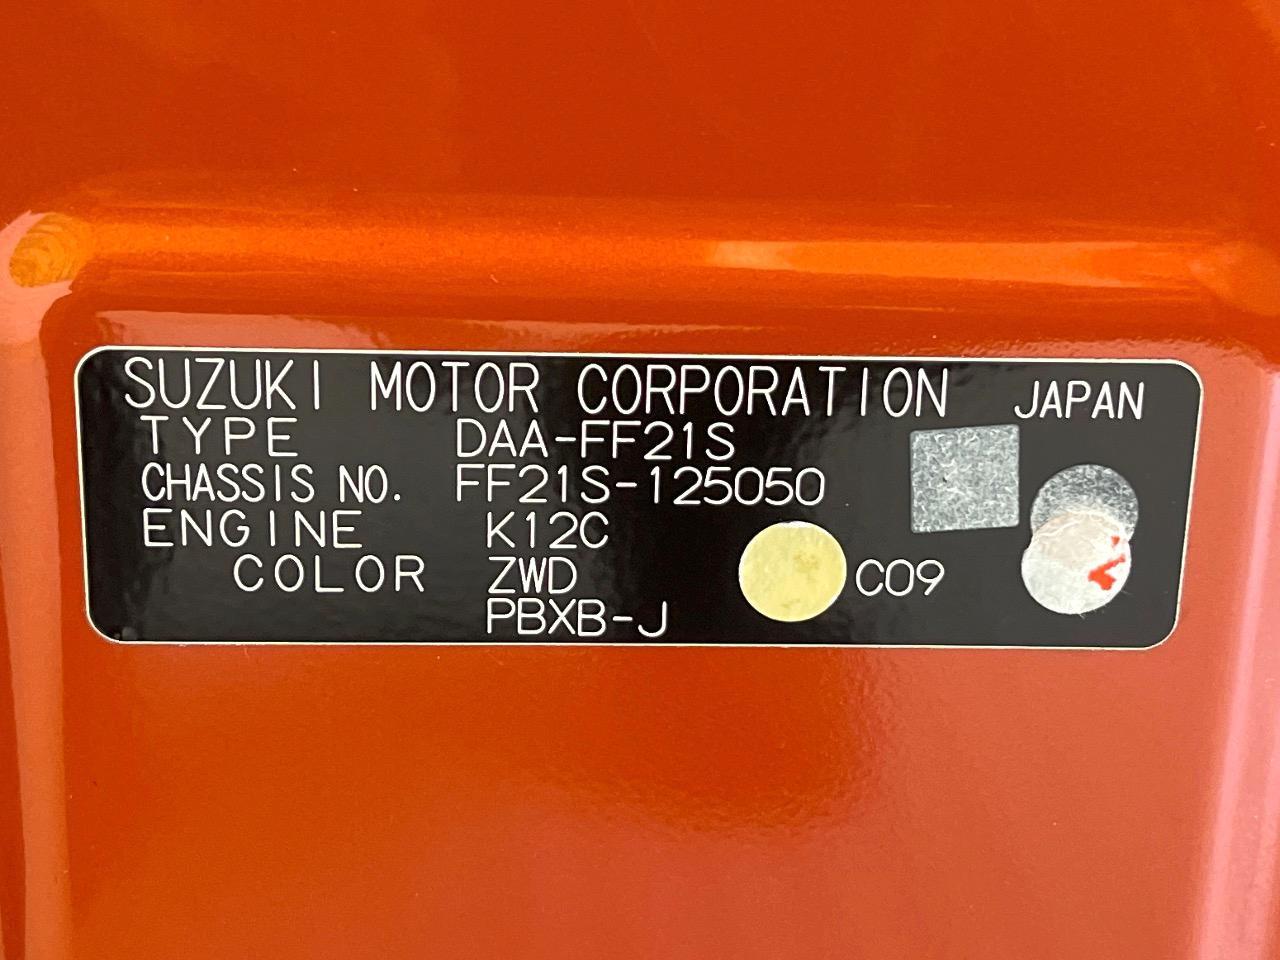 SUZUKI MOTOR CORPORATION JAPAN
TYPE DAA-FF21S
CHASSIS NO. FF21S-125050
ENGINE K12C
COLOR ZWD C09
PBXB-J